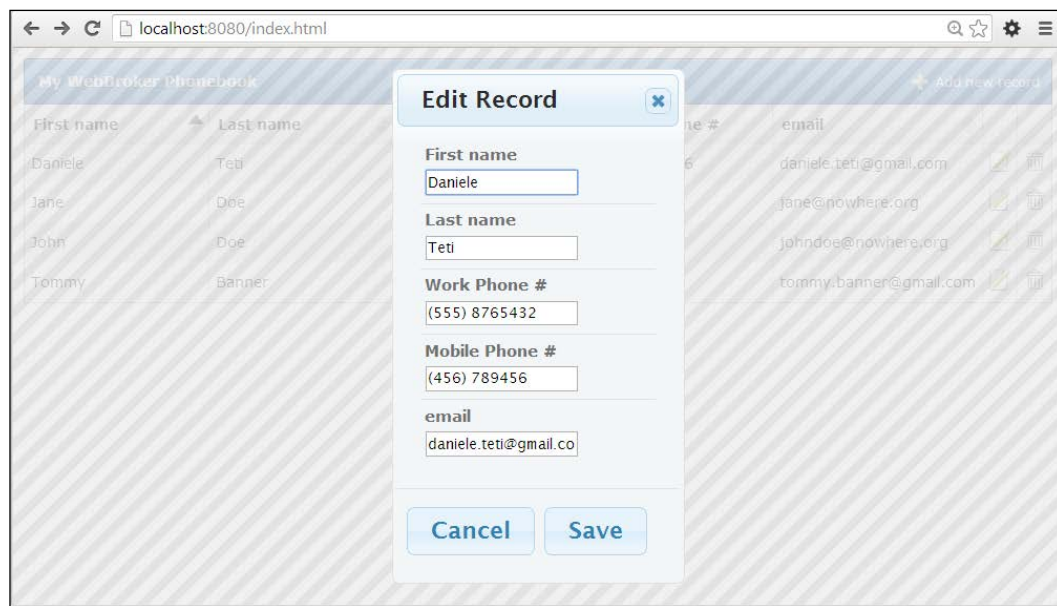 localhost:8080/index.html
My WebBroker Phonebook
Add new record
First name Last name ne # email
Daniele Teti 6 daniele.teti@gmail.com
Jane Doe jane@nowhere.org
John Doe johndoe@nowhere.org
Tommy Banner tommy.banner@gmail.com
Edit Record
First name
Daniele
Last name
Teti
Work Phone #
(555) 8765432
Mobile Phone #
(456) 789456
email
daniele.teti@gmail.co
Cancel Save